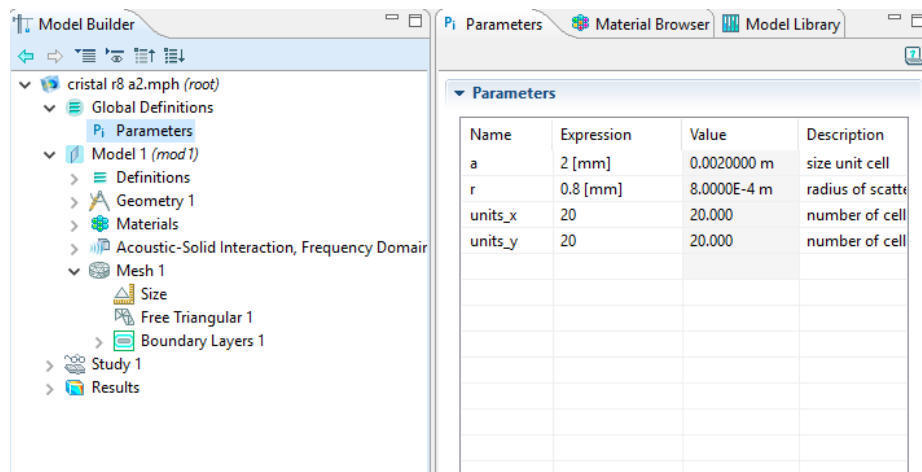 Model Builder
cristal r8 a2.mph (root)
Global Definitions
Pi Parameters
Model 1 (mod1)
Definitions
Geometry 1
Materials
Acoustic-Solid Interaction, Frequency Domain
Mesh 1
Size
Free Triangular 1
Boundary Layers 1
Study 1
Results
Pi Parameters Material Browser Model Library
Parameters
Name Expression Value Description
a 2 [mm] 0.0020000 m size unit cell
r 0.8 [mm] 8.0000E-4 m radius of scatte
units_x 20 20.000 number of cell
units_y 20 20.000 number of cell